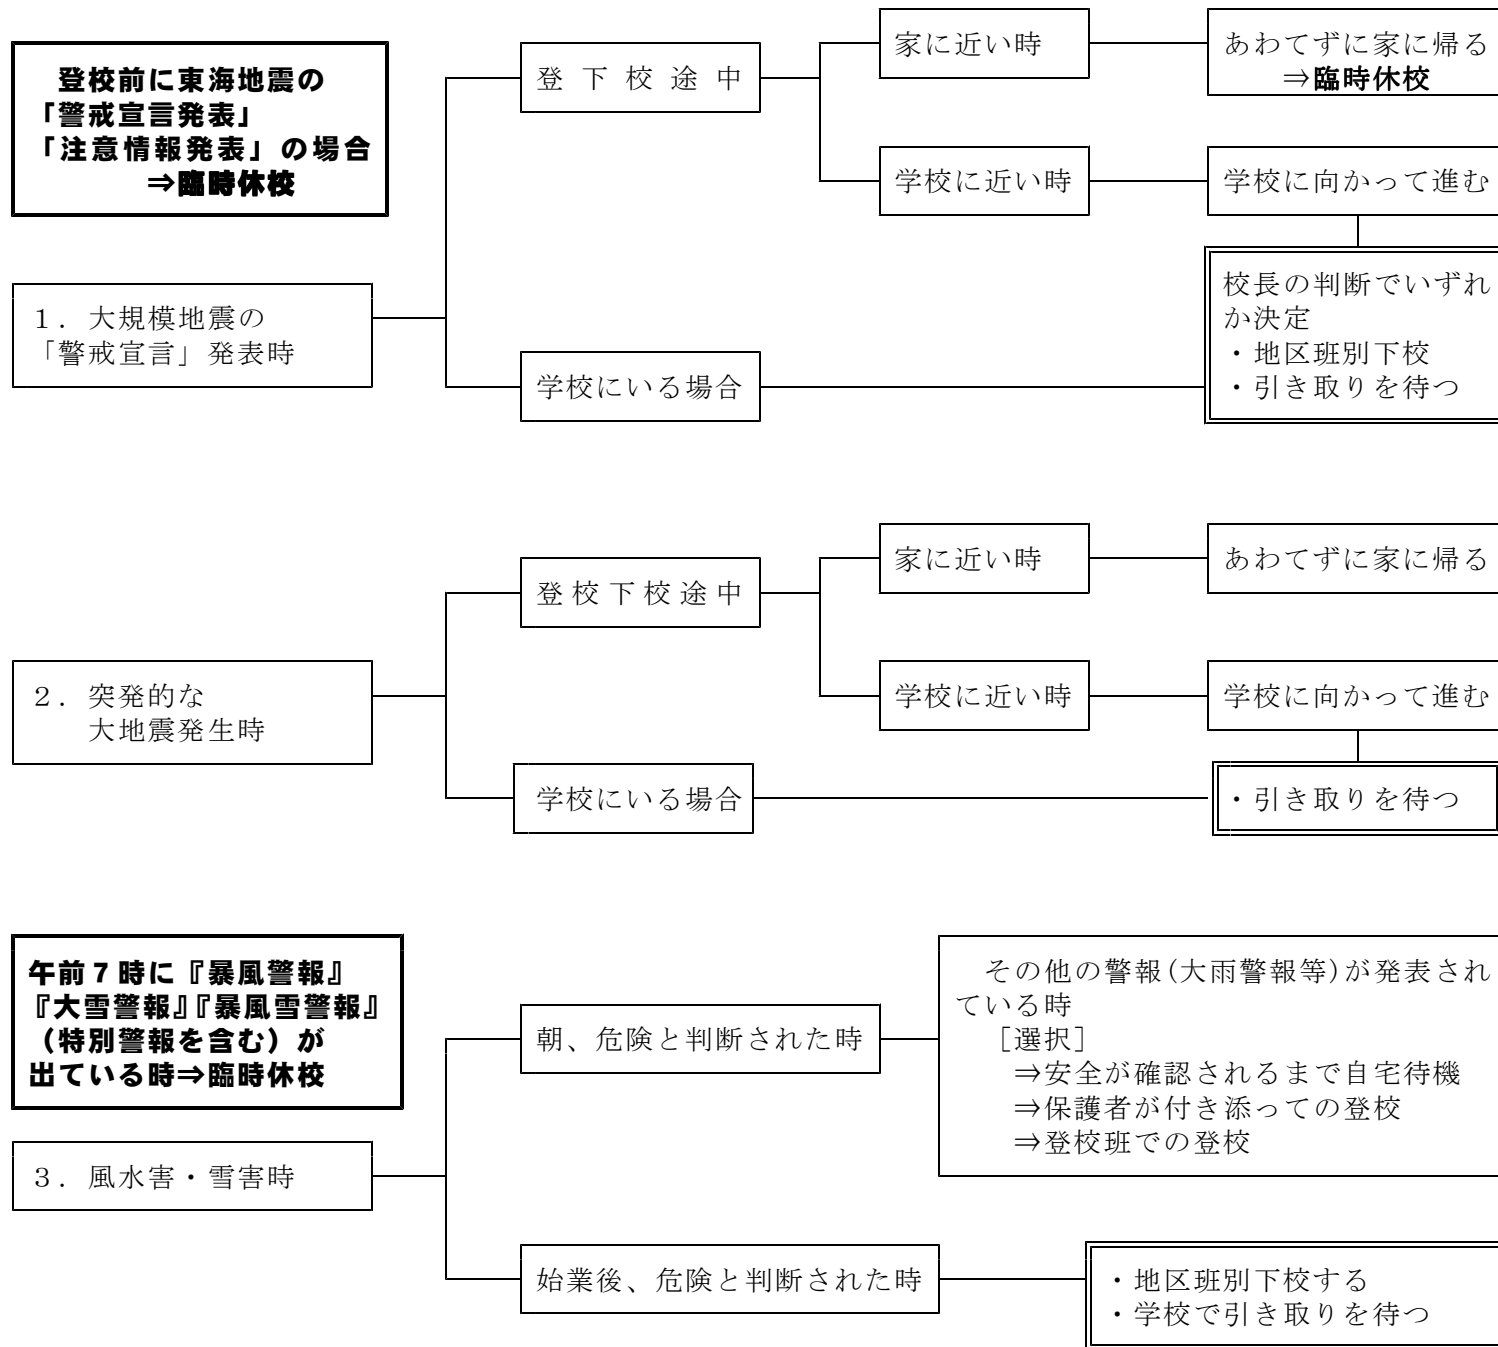 登校前に東海地震の
「警戒宣言発表」
「注意情報発表」の場合
⇒臨時休校
１．大規模地震の
「警戒宣言」発表時
登下校途中
家に近い時
あわてずに家に帰る
⇒臨時休校
学校に近い時
学校に向かって進む
学校にいる場合
校長の判断でいずれ
か決定
・地区班別下校
・引き取りを待つ
２．突発的な
大地震発生時
登校下校途中
家に近い時
あわてずに家に帰る
学校に近い時
学校に向かって進む
学校にいる場合
・引き取りを待つ
午前７時に『暴風警報』
『大雪警報』『暴風雪警報』
（特別警報を含む）が
出ている時⇒臨時休校
３．風水害・雪害時
朝、危険と判断された時
その他の警報(大雨警報等)が発表され
ている時
［選択］
⇒安全が確認されるまで自宅待機
⇒保護者が付き添っての登校
⇒登校班での登校
始業後、危険と判断された時
・地区班別下校する
・学校で引き取りを待つ